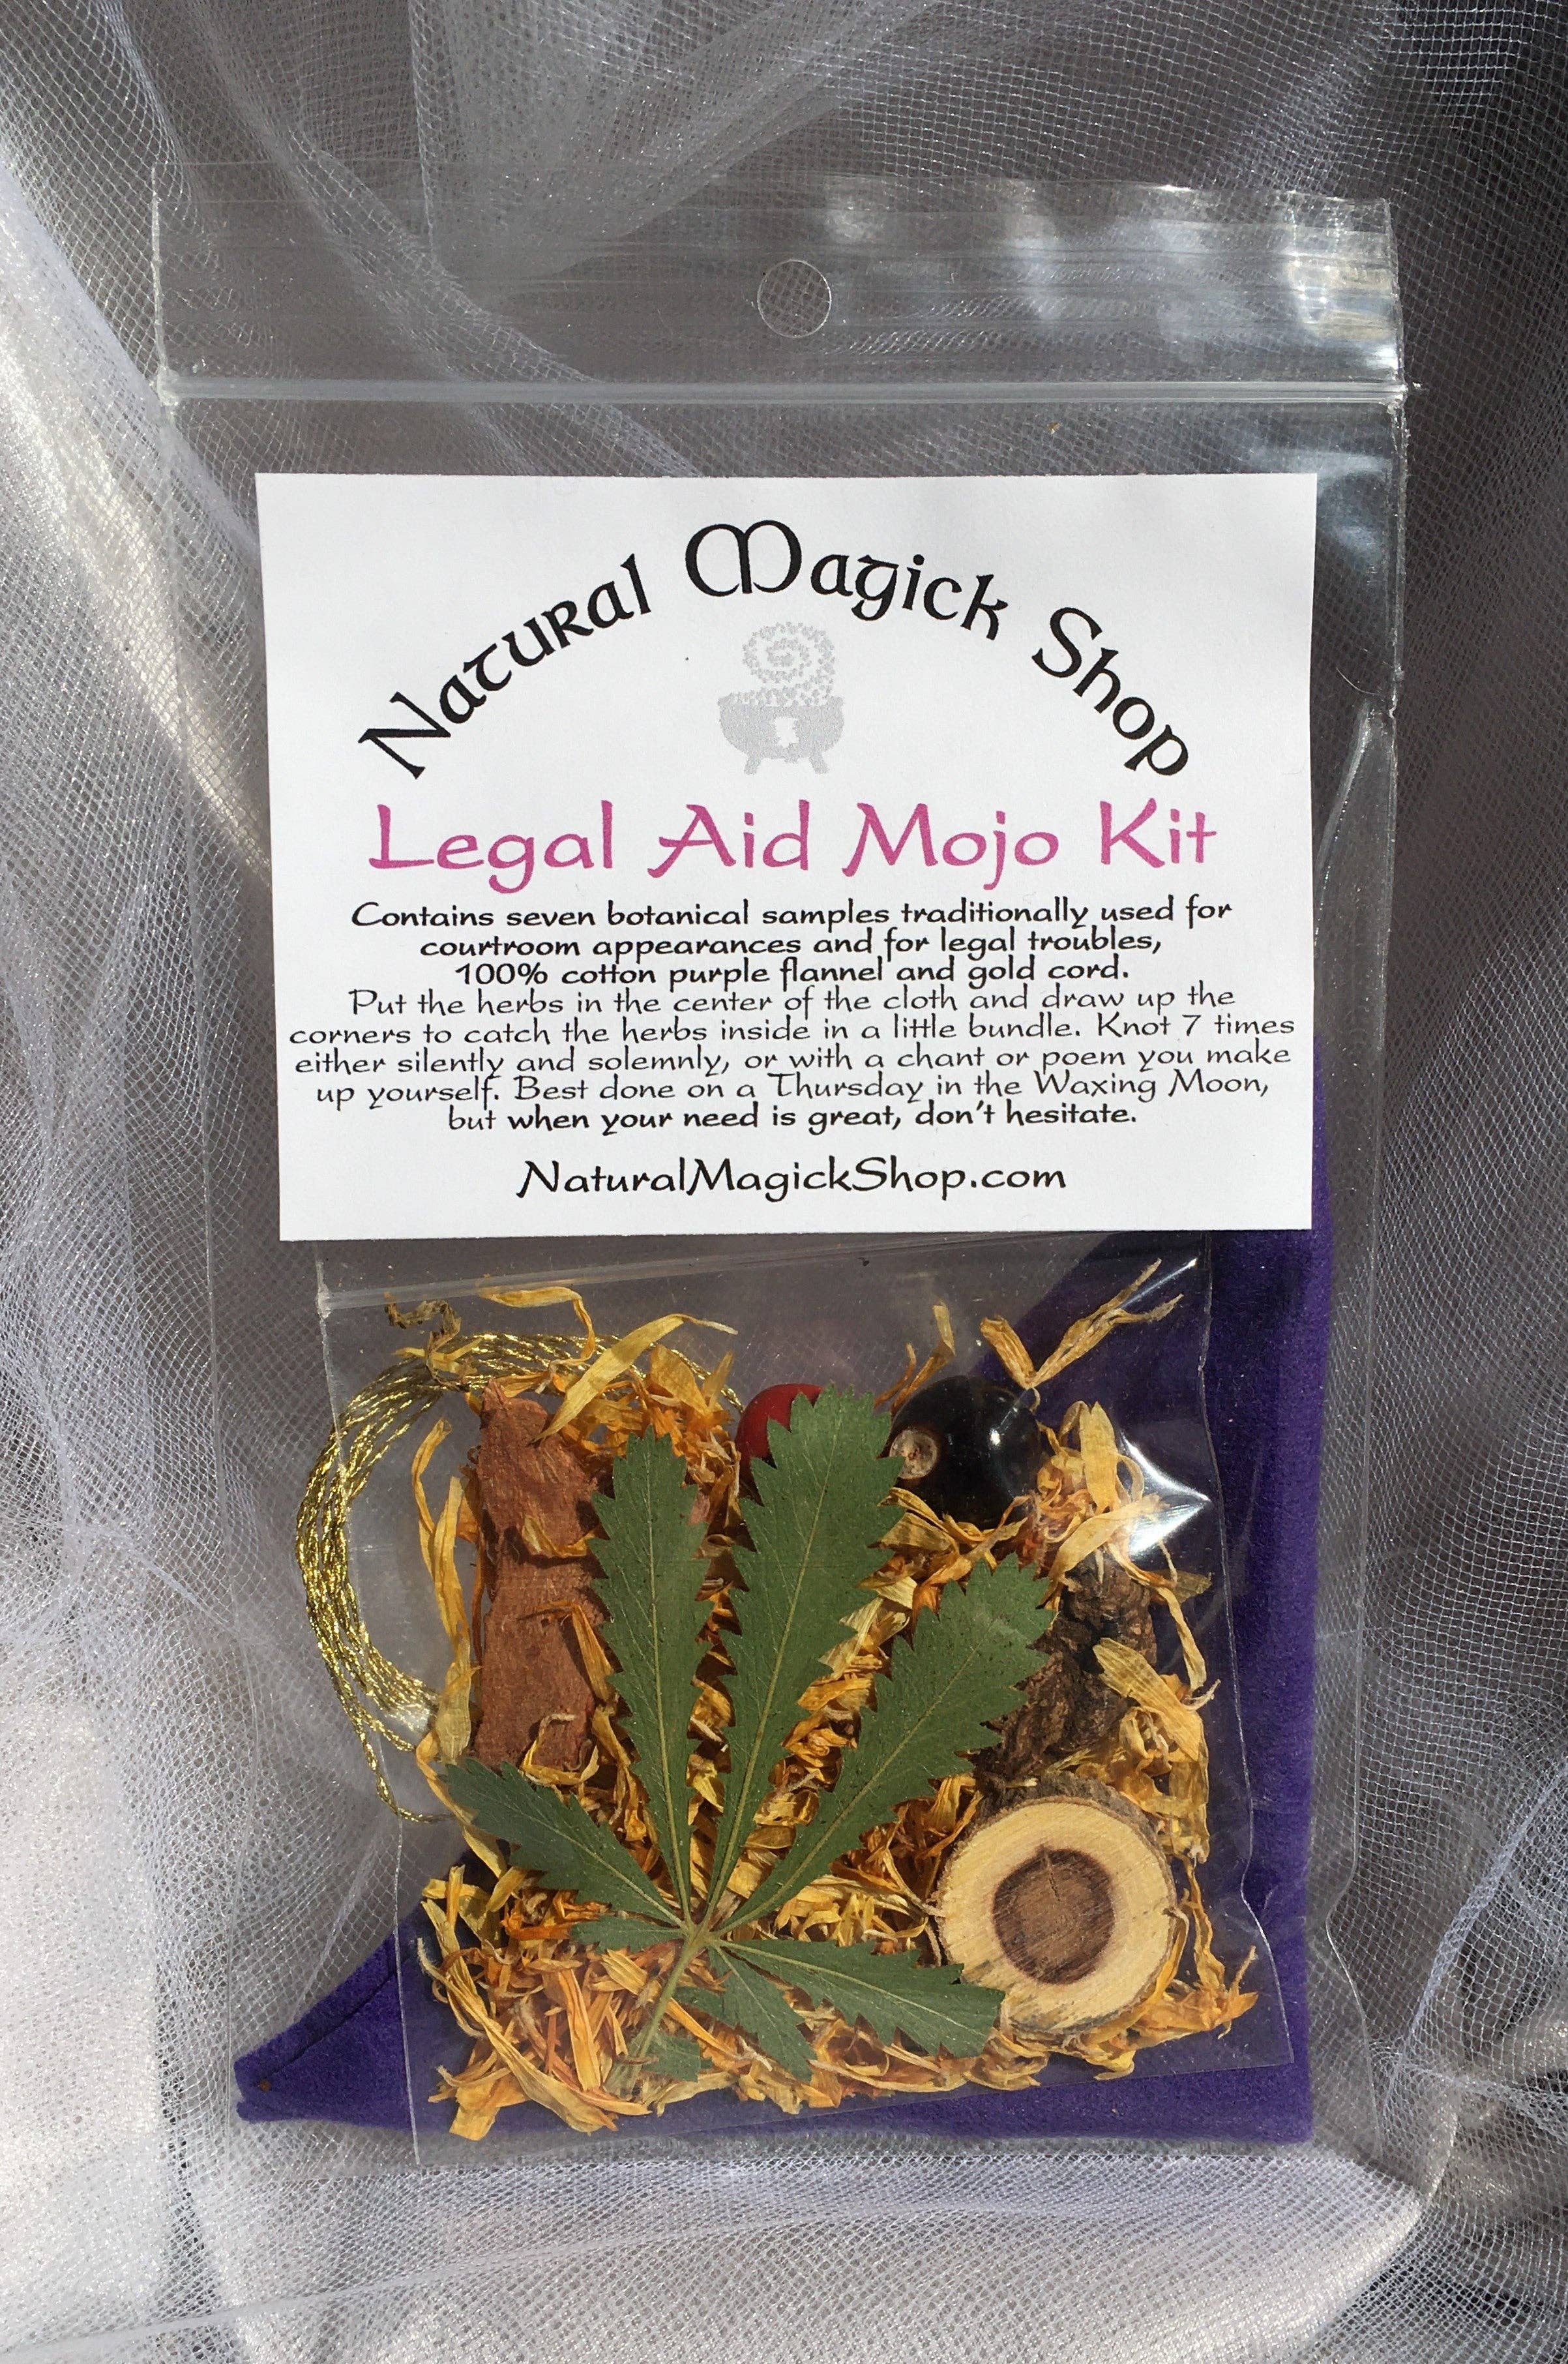 Natural Magick Shop
Legal Aid Mojo Kit
Contains seven botanical samples traditionally used for
courtroom appearances and for legal troubles,
100% cotton purple flannel and gold cord.
Put the herbs in the center of the cloth and draw up the
corners to catch the herbs inside in a little bundle. Knot 7 times
either silently and solemnly, or with a chant or poem you make
up yourself. Best done on a Thursday in the Waxing Moon,
but when your need is great, don't hesitate.
NaturalMagickShop.com